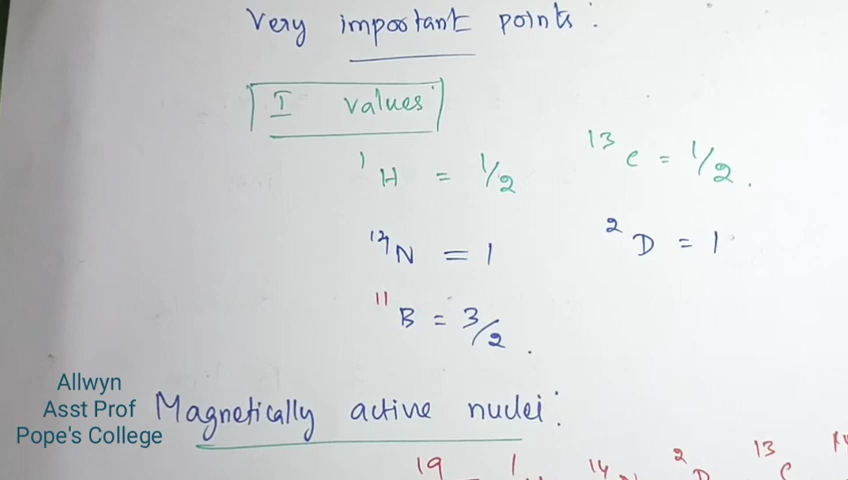 Very important points :
I values
¹H = 1/2 ¹³C = 1/2.
¹⁴N = 1 ²D = 1
¹¹B = 3/2.
Magnetically active nuclei :
19 1 14 ²D ¹³C
Allwyn
Asst Prof
Pope's College